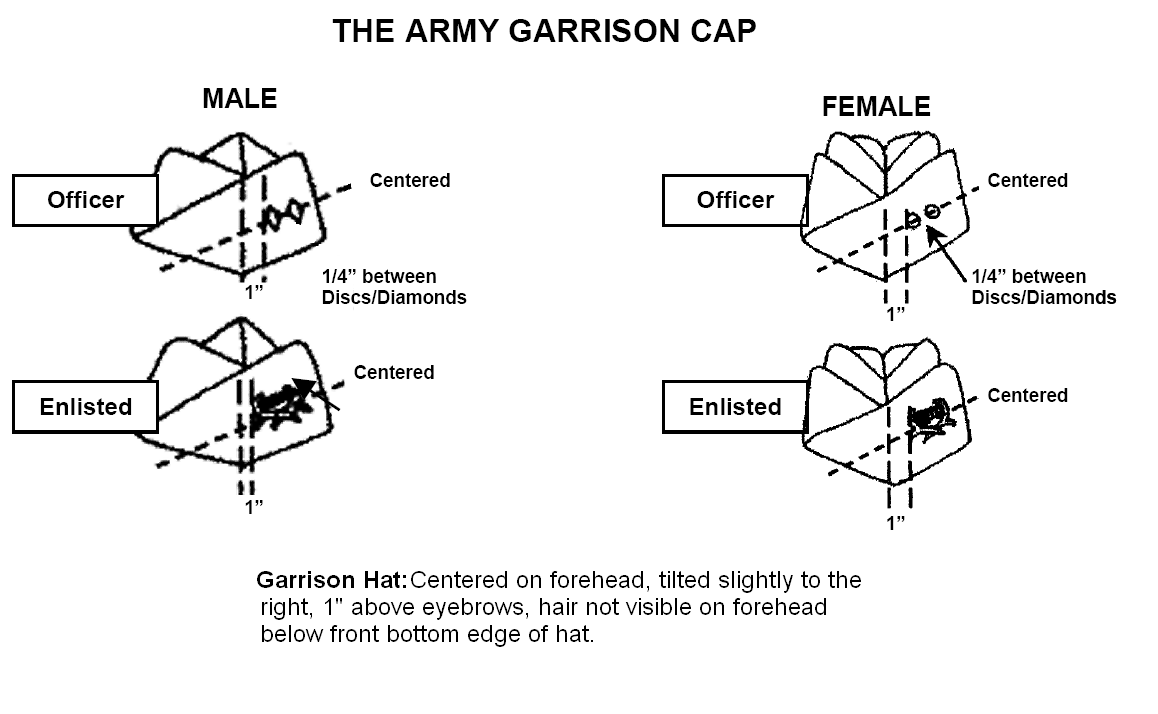 THE ARMY GARRISON CAP
MALE
Officer
Centered
1”
1/4” between
Discs/Diamonds
Enlisted
Centered
1”
FEMALE
Officer
Centered
1/4” between
Discs/Diamonds
1”
Enlisted
Centered
1”
Garrison Hat:Centered on forehead, tilted slightly to the
right, 1" above eyebrows, hair not visible on forehead
below front bottom edge of hat.